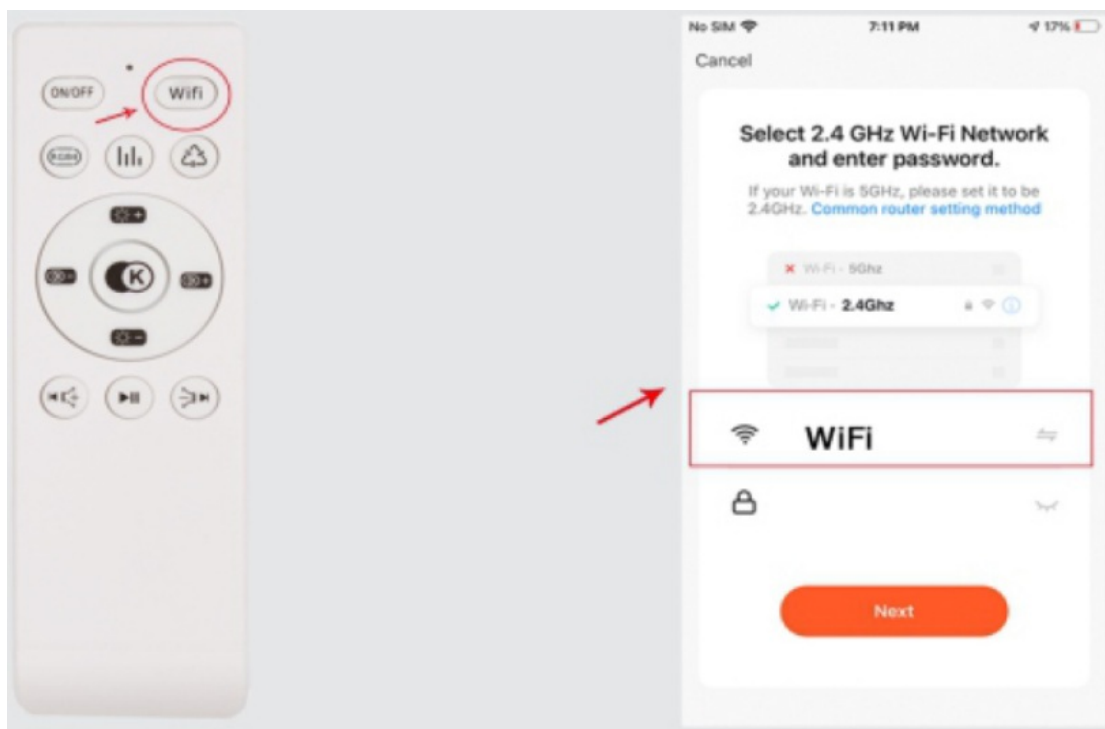 ON/OFF
Wifi
K
No SIM
7:11 PM
17%
Cancel
Select 2.4 GHz Wi-Fi Network
and enter password.
If your Wi-Fi is 5GHz, please set it to be
2.4GHz. Common router setting method
Wi-Fi - 5Ghz
Wi-Fi - 2.4Ghz
WiFi
Next